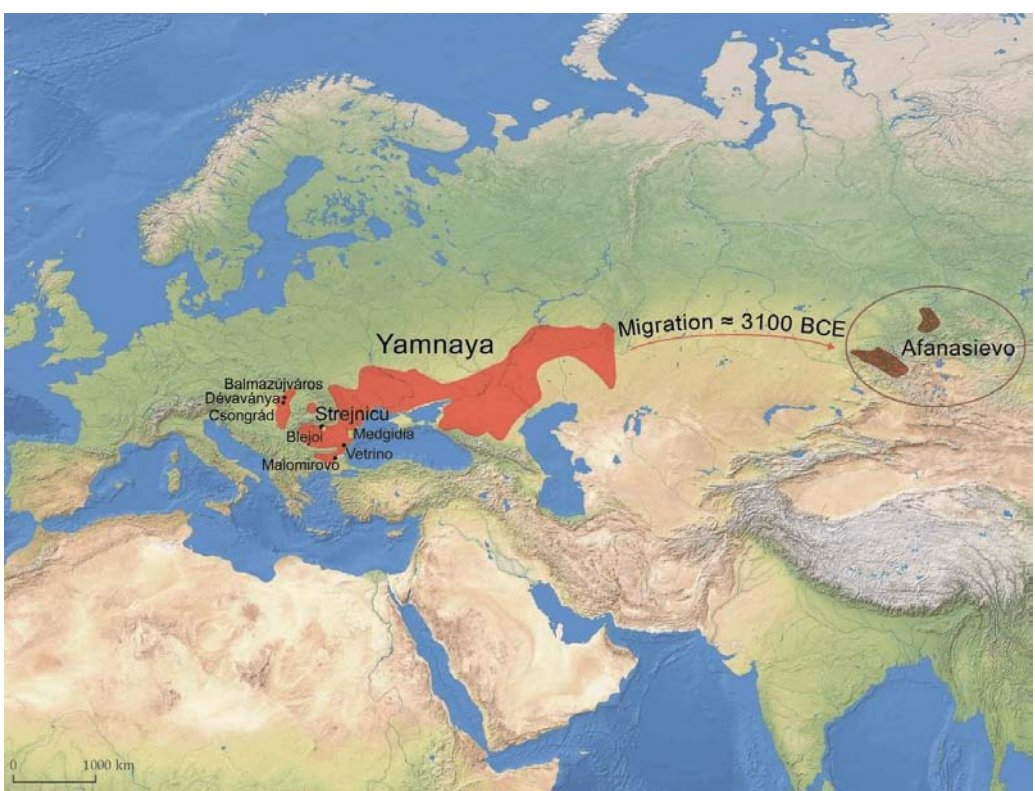 Migration ≈ 3100 BCE
Yamnaya
Afanasievo
Balmazújváros
Dévaványa
Csongrád
Strejnicu
Blejoi
Medgidia
Vetrino
Malomirovo
0 1000 km